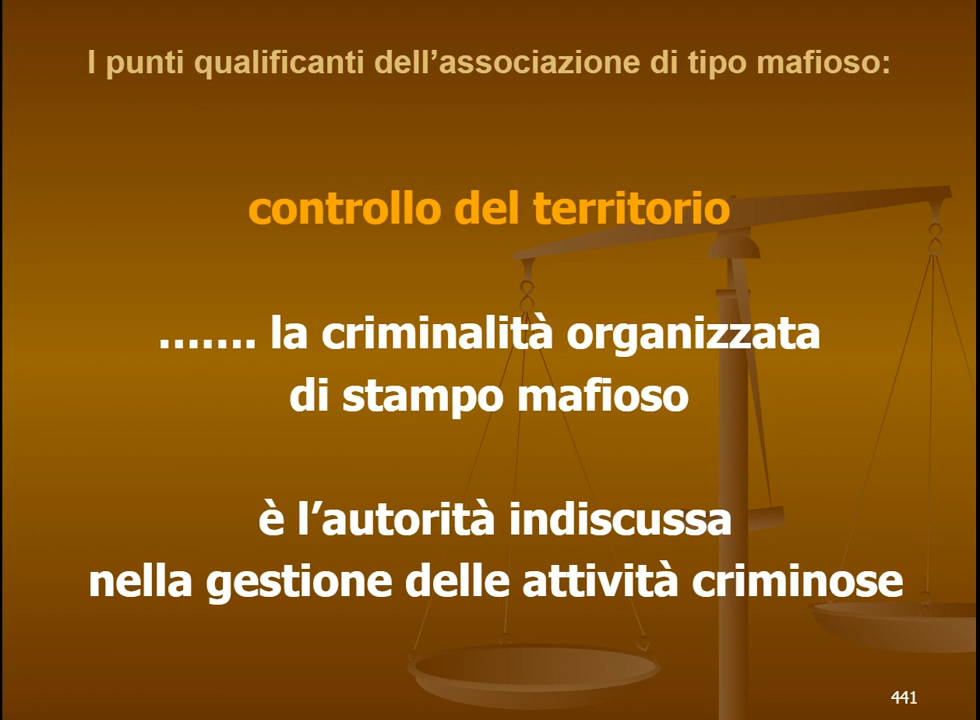 I punti qualificanti dell’associazione di tipo mafioso:
controllo del territorio
……. la criminalità organizzata
di stampo mafioso
è l’autorità indiscussa
nella gestione delle attività criminose
441